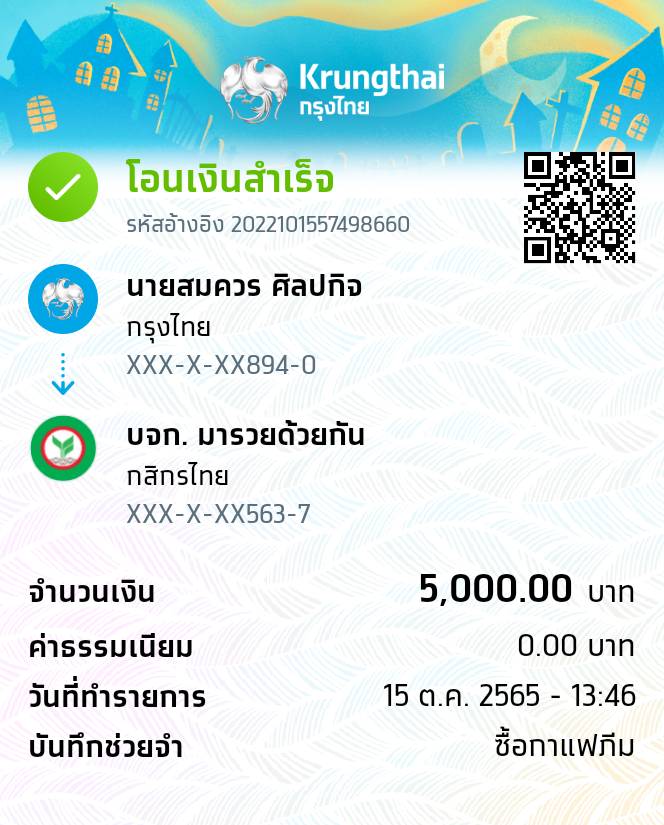 Krungthai
กรุงไทย
โอนเงินสำเร็จ
รหัสอ้างอิง 2022101557498660
นายสมควร ศิลปกิจ
กรุงไทย
XXX-X-XX894-0
บจก. มารวยด้วยกัน
กสิกรไทย
XXX-X-XX563-7
จำนวนเงิน 5,000.00 บาท
ค่าธรรมเนียม 0.00 บาท
วันที่ทำรายการ 15 ต.ค. 2565 - 13:46
บันทึกช่วยจำ ซื้อกาแฟภีม